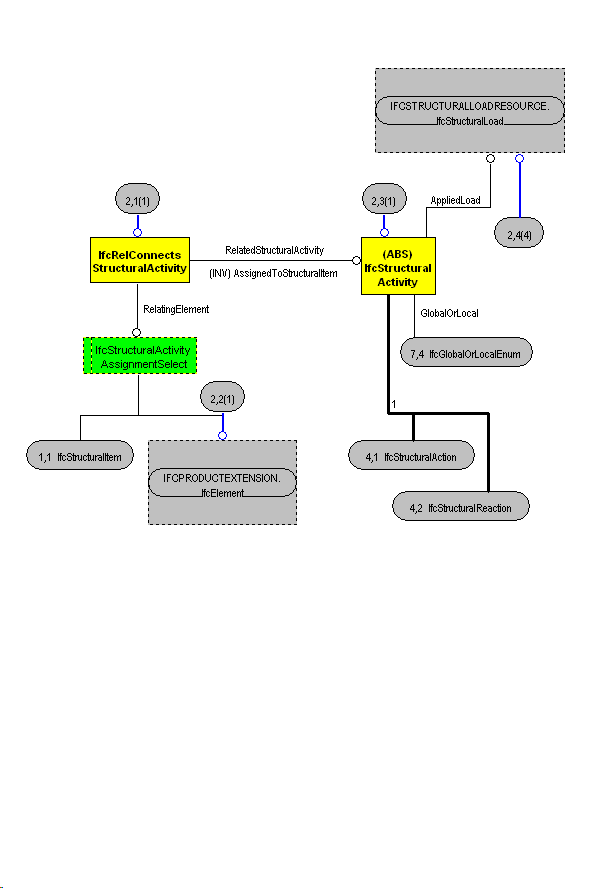 IFCSTRUCTURALLOADRESOURCE.
IfcStructuralLoad
2,1(1)
2,3(1)
AppliedLoad
2,4(4)
IfcRelConnects
StructuralActivity
RelatedStructuralActivity
(INV) AssignedToStructuralItem
(ABS)
IfcStructural
Activity
RelatingElement
GlobalOrLocal
IfcStructuralActivity
AssignmentSelect
7,4 IfcGlobalOrLocalEnum
2,2(1)
1
1,1 IfcStructuralItem
4,1 IfcStructuralAction
IFCPRODUCTEXTENSION.
IfcElement
4,2 IfcStructuralReaction